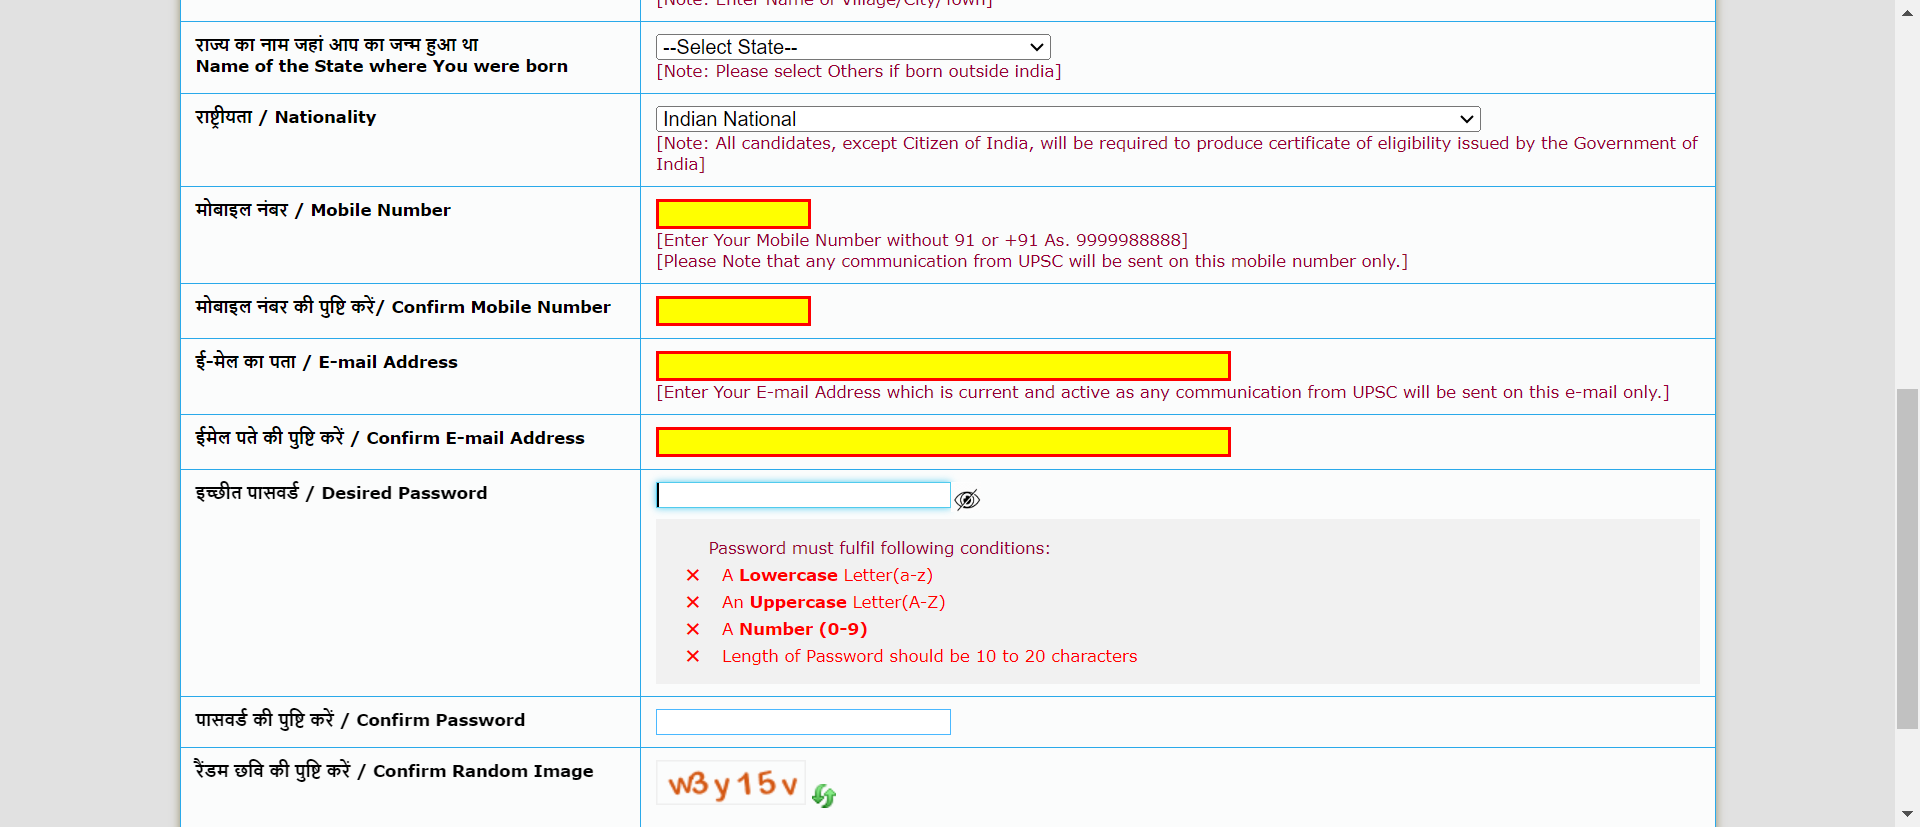 [Note: Enter Name of Village/City/Town]
राज्य का नाम जहां आप का जन्म हुआ था
Name of the State where You were born
--Select State--
[Note: Please select Others if born outside india]
राष्ट्रीयता / Nationality
Indian National
[Note: All candidates, except Citizen of India, will be required to produce certificate of eligibility issued by the Government of
India]
मोबाइल नंबर / Mobile Number
[Enter Your Mobile Number without 91 or +91 As. 9999988888]
[Please Note that any communication from UPSC will be sent on this mobile number only.]
मोबाइल नंबर की पुष्टि करें/ Confirm Mobile Number
ई-मेल का पता / E-mail Address
[Enter Your E-mail Address which is current and active as any communication from UPSC will be sent on this e-mail only.]
ईमेल पते की पुष्टि करें / Confirm E-mail Address
इच्छीत पासवर्ड / Desired Password
Password must fulfil following conditions:
✕ A Lowercase Letter(a-z)
✕ An Uppercase Letter(A-Z)
✕ A Number (0-9)
✕ Length of Password should be 10 to 20 characters
पासवर्ड की पुष्टि करें / Confirm Password
रैंडम छवि की पुष्टि करें / Confirm Random Image
w3y15v